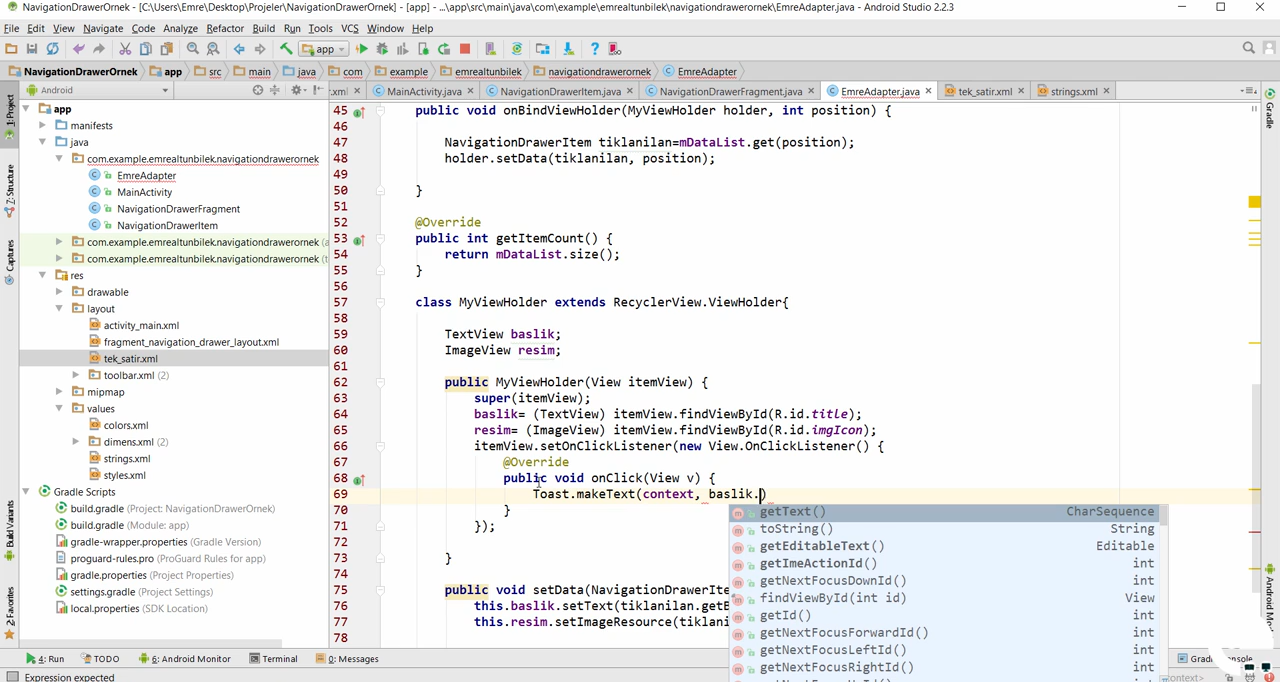 NavigationDrawerOrnek - [C:\Users\Emre\Desktop\Projeler\NavigationDrawerOrnek] - [app] - ...\app\src\main\java\com\example\emrealtunbilek\navigationdrawerornek\EmreAdapter.java - Android Studio 2.2.3
File Edit View Navigate Code Analyze Refactor Build Run Tools VCS Window Help
app
NavigationDrawerOrnek app src main java com example emrealtunbilek navigationdrawerornek EmreAdapter
Android
.xml MainActivity.java NavigationDrawerItem.java NavigationDrawerFragment.java EmreAdapter.java tek_satir.xml strings.xml
1: Project
Z: Structure
Captures
Build Variants
2: Favorites
app
manifests
java
com.example.emrealtunbilek.navigationdrawerornek
EmreAdapter
MainActivity
NavigationDrawerFragment
NavigationDrawerItem
com.example.emrealtunbilek.navigationdrawerornek (a
com.example.emrealtunbilek.navigationdrawerornek (t
res
drawable
layout
activity_main.xml
fragment_navigation_drawer_layout.xml
tek_satir.xml
toolbar.xml (2)
mipmap
values
colors.xml
dimens.xml (2)
strings.xml
styles.xml
Gradle Scripts
build.gradle (Project: NavigationDrawerOrnek)
build.gradle (Module: app)
gradle-wrapper.properties (Gradle Version)
proguard-rules.pro (ProGuard Rules for app)
gradle.properties (Project Properties)
settings.gradle (Project Settings)
local.properties (SDK Location)
45 public void onBindViewHolder(MyViewHolder holder, int position) {
46
47 NavigationDrawerItem tiklanilan=mDataList.get(position);
48 holder.setData(tiklanilan, position);
49
50 }
51
52 @Override
53 public int getItemCount() {
54 return mDataList.size();
55 }
56
57 class MyViewHolder extends RecyclerView.ViewHolder{
58
59 TextView baslik;
60 ImageView resim;
61
62 public MyViewHolder(View itemView) {
63 super(itemView);
64 baslik= (TextView) itemView.findViewById(R.id.title);
65 resim= (ImageView) itemView.findViewById(R.id.imgIcon);
66 itemView.setOnClickListener(new View.OnClickListener() {
67 @Override
68 public void onClick(View v) {
69 Toast.makeText(context, baslik.)
70 }
71 });
72
73 }
74
75 public void setData(NavigationDrawerIte
76 this.baslik.setText(tiklanilan.getB
77 this.resim.setImageResource(tiklani
78
getText() CharSequence
toString() String
getEditableText() Editable
getImeActionId() int
getNextFocusDownId() int
findViewById(int id) View
getId() int
getNextFocusForwardId() int
getNextFocusLeftId() int
getNextFocusRightId() int
Gradle
4: Run TODO 6: Android Monitor Terminal 0: Messages
Expression expected